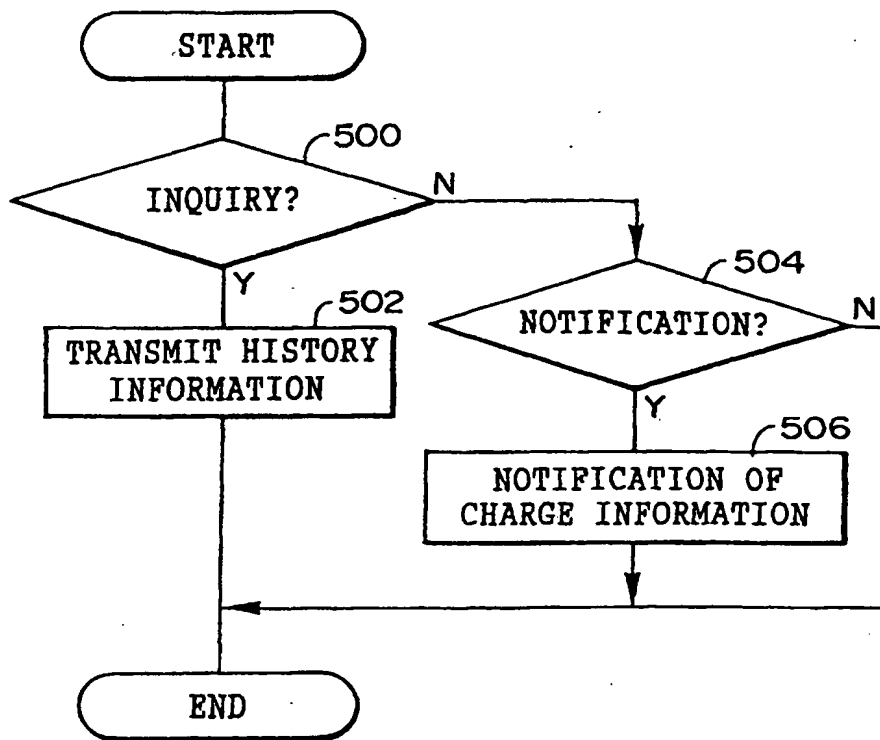 START
500
INQUIRY?
N
Y
502
TRANSMIT HISTORY
INFORMATION
504
NOTIFICATION?
N
Y
506
NOTIFICATION OF
CHARGE INFORMATION
END